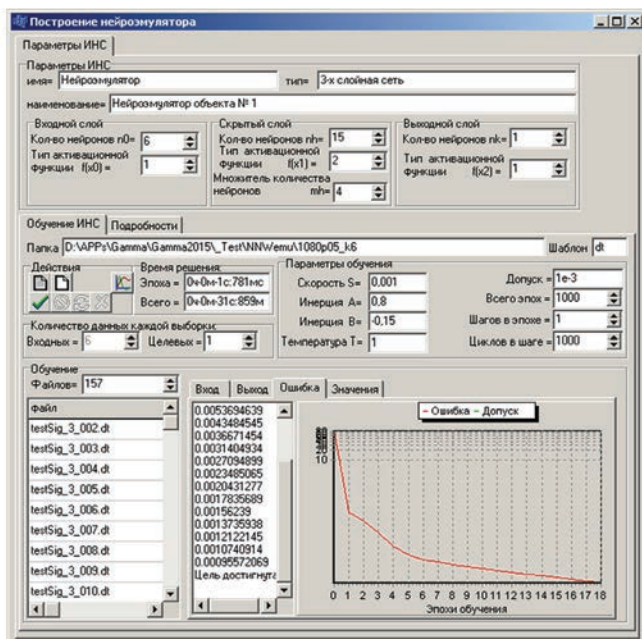 Построение нейроэмулятора
Параметры ИНС
Параметры ИНС
имя= Нейроэмулятор тип= 3-х слойная сеть
наименование= Нейроэмулятор объекта № 1
Входной слой
Кол-во нейронов n0= 6
Тип активационной
функции f(x0) = 1
Скрытый слой
Кол-во нейронов nh= 15
Тип активационной
функции f(x1) = 2
Множитель количества
нейронов mh= 4
Выходной слой
Кол-во нейронов nk= 1
Тип активационной
функции f(x2) = 1
Обучение ИНС Подробности
Папка D:\APPs\Gamma\Gamma2015\_Test\NNWemu\1080p05_k6 Шаблон dt
Действия
Время решения:
Эпоха = 0ч-0м-1с:781мс
Всего = 0ч-0м-31с:859м
Количество данных каждой выборки:
Входных = 6 Целевых = 1
Параметры обучения
Скорость S= 0,001
Инерция A= 0,8
Инерция B= -0,15
Температура T= 1
Допуск = 1e-3
Всего эпох = 1000
Шагов в эпохе = 1
Циклов в шаге = 1000
Обучение
Файлов= 157
Файл
testSig_3_002.dt
testSig_3_003.dt
testSig_3_004.dt
testSig_3_005.dt
testSig_3_006.dt
testSig_3_007.dt
testSig_3_008.dt
testSig_3_009.dt
testSig_3_010.dt
Вход Выход Ошибка Значения
0.0053694639
0.0043484545
0.0036671454
0.0031404934
0.0027094899
0.0023485065
0.0020431277
0.0017835689
0.00156239
0.0013735938
0.0012122145
0.0010740914
0.00095572069
Цель достигнута
Ошибка Допуск
10
0 1 2 3 4 5 6 7 8 9 10 11 12 13 14 15 16 17 18
Эпохи обучения